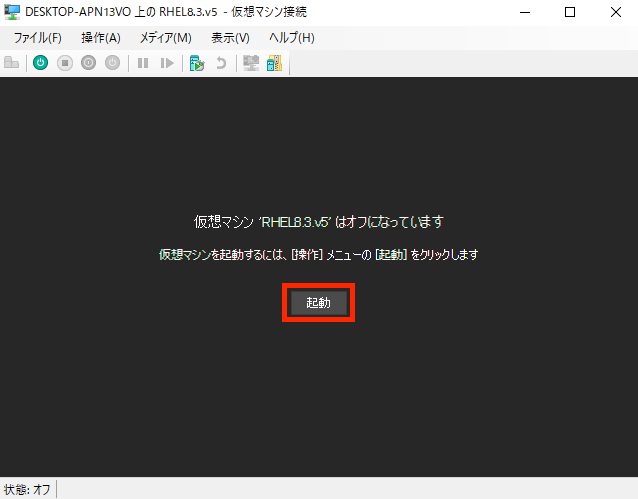 DESKTOP-APN13VO 上の RHEL8.3.v5 - 仮想マシン接続
ファイル(F) 操作(A) メディア(M) 表示(V) ヘルプ(H)
仮想マシン 'RHEL8.3.v5' はオフになっています
仮想マシンを起動するには、[操作] メニューの [起動] をクリックします
起動
状態: オフ